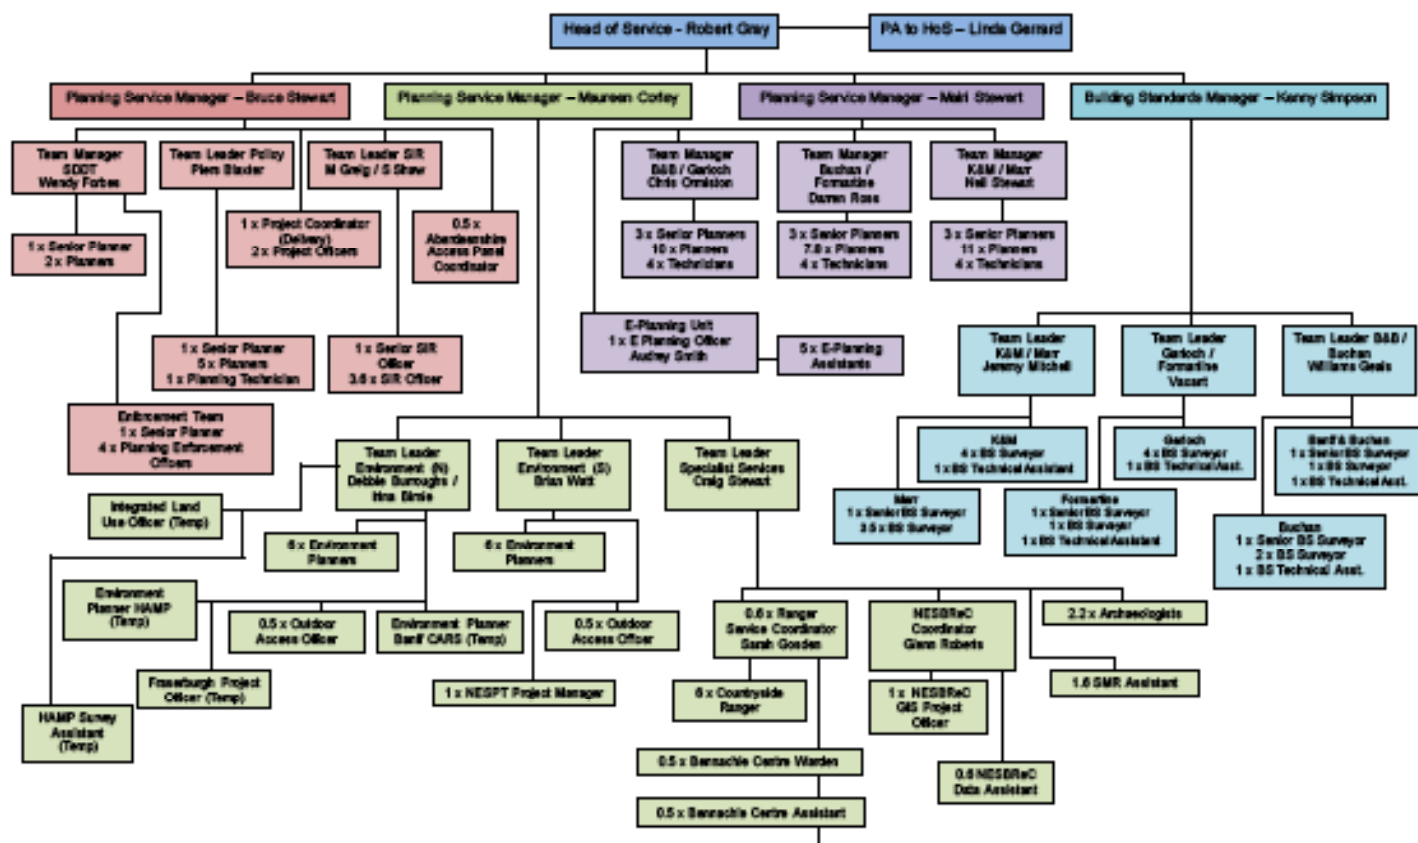 Head of Service - Robert Gray
PA to HoS – Linda Gerrard
Planning Service Manager – Bruce Stewart
Planning Service Manager – Maureen Corley
Planning Service Manager – Mairi Stewart
Building Standards Manager – Kenny Simpson
Team Manager
SDDT
Wendy Forbes
Team Leader Policy
Piers Blaxter
Team Leader SIR
M Greig / S Shaw
Team Manager
B&B / Garioch
Chris Ormiston
Team Manager
Buchan /
Formartine
Darren Ross
Team Manager
K&M / Marr
Neil Stewart
1 x Senior Planner
2 x Planners
1 x Project Coordinator
(Delivery)
2 x Project Officers
0.5 x
Aberdeenshire
Access Panel
Coordinator
3 x Senior Planners
10 x Planners
4 x Technicians
3 x Senior Planners
x Planners
4 x Technicians
3 x Senior Planners
11 x Planners
4 x Technicians
E-Planning Unit
1 x E Planning Officer
Audrey Smith
5 x E-Planning
Assistants
1 x Senior Planner
5 x Planners
1 x Planning Technician
1 x Senior SIR
Officer
3.6 x SIR Officer
Team Leader
K&M / Marr
Jeremy Mitchell
Team Leader
Garioch /
Formartine
Vacant
Team Leader B&B /
Buchan
Williams
Enforcement Team
1 x Senior Planner
4 x Planning Enforcement
Officers
Team Leader
Environment (N)
Debbie Burroughs /
Birnie
Team Leader
Environment (S)
Brian Watt
Team Leader
Specialist Services
Craig Stewart
K&M
4 x BS Surveyor
1 x BS Technical Assistant
Garioch
4 x BS Surveyor
1 x BS Technical Asst.
Banff & Buchan
1 x Senior BS Surveyor
1 x BS Surveyor
1 x BS Technical Asst.
Integrated Land
Use Officer (Temp)
Marr
1 x Senior BS Surveyor
3.5 x BS Surveyor
Formartine
1 x Senior BS Surveyor
1 x BS Surveyor
1 x BS Technical Assistant
Buchan
1 x Senior BS Surveyor
2 x BS Surveyor
1 x BS Technical Asst.
6 x Environment
Planners
6 x Environment
Planners
Environment
Planner HAMP
(Temp)
0.5 x Outdoor
Access Officer
Environment Planner
Banff CARS (Temp)
0.5 x Outdoor
Access Officer
0.6 x Ranger
Service Coordinator
Sarah Gosden
NESBReC
Coordinator
Glenn Roberts
2.2 x Archaeologists
Fraserburgh Project
Officer (Temp)
1 x NESPT Project Manager
6 x Countryside
Ranger
1 x NESBReC
GIS Project
Officer
1.6 SMR Assistant
HAMP Survey
Assistant
(Temp)
0.5 x Bennachie Centre Warden
0.6 NESBReC
Data Assistant
0.5 x Bennachie Centre Assistant